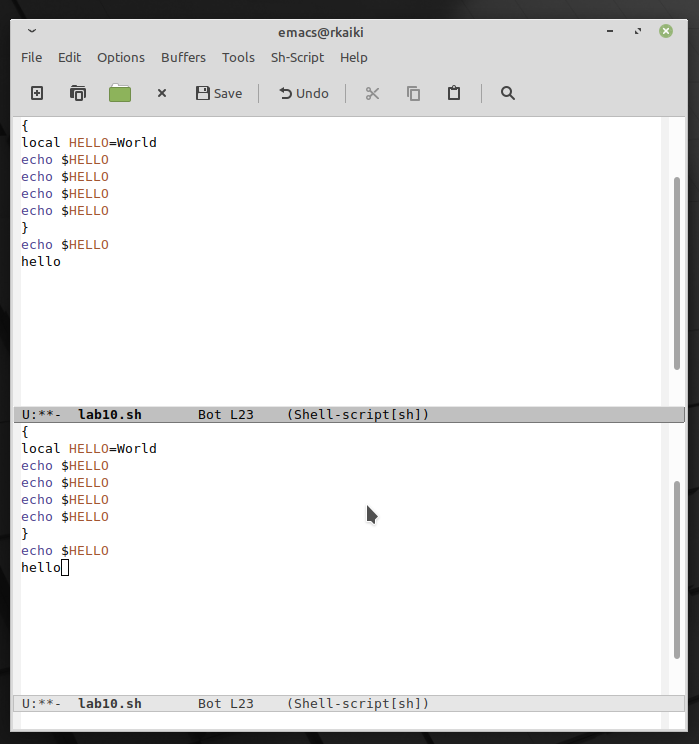 emacs@rkaiki
File Edit Options Buffers Tools Sh-Script Help
Save Undo
{
local HELLO=World
echo $HELLO
echo $HELLO
echo $HELLO
echo $HELLO
}
echo $HELLO
hello
U:**- lab10.sh Bot L23 (Shell-script[sh])
{
local HELLO=World
echo $HELLO
echo $HELLO
echo $HELLO
echo $HELLO
}
echo $HELLO
hello
U:**- lab10.sh Bot L23 (Shell-script[sh])